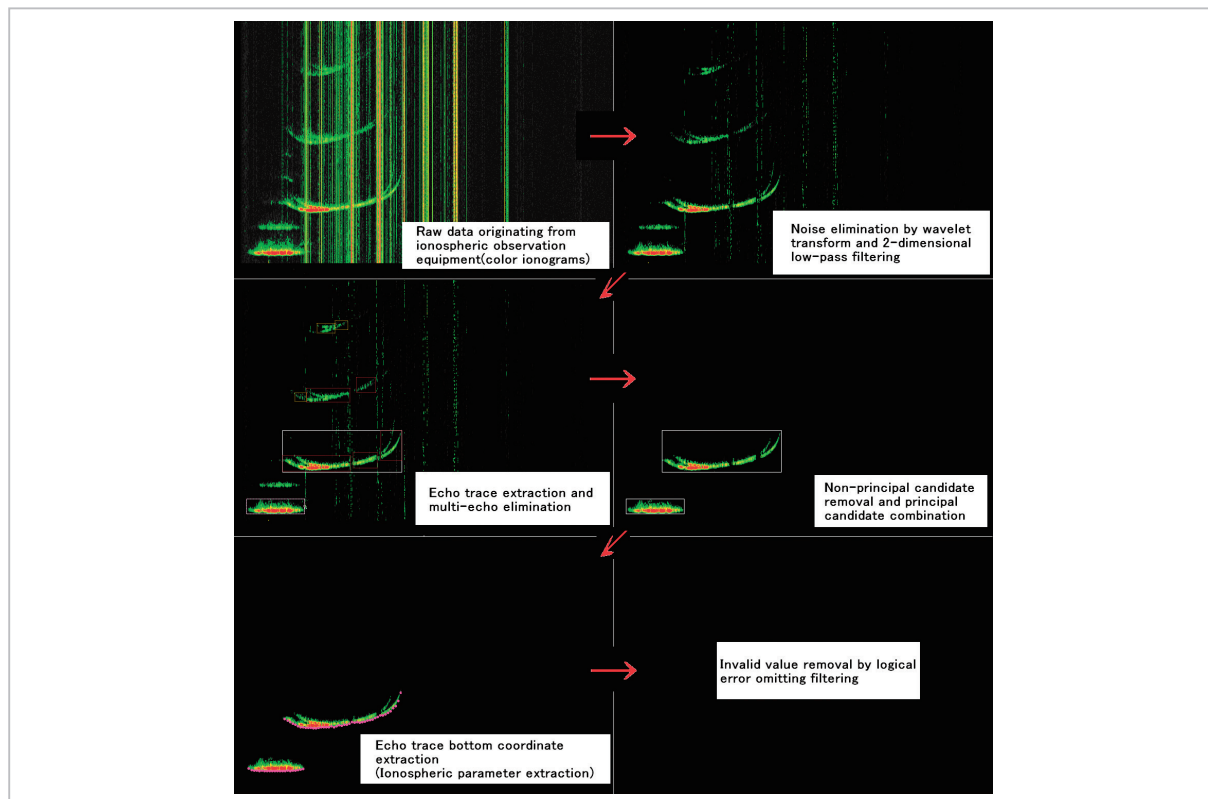 Raw data originating from
ionospheric observation
equipment(color ionograms)
Noise elimination by wavelet
transform and 2-dimensional
low-pass filtering
Echo trace extraction and
multi-echo elimination
Non-principal candidate
removal and principal
candidate combination
Echo trace bottom coordinate
extraction
(Ionospheric parameter extraction)
Invalid value removal by logical
error omitting filtering